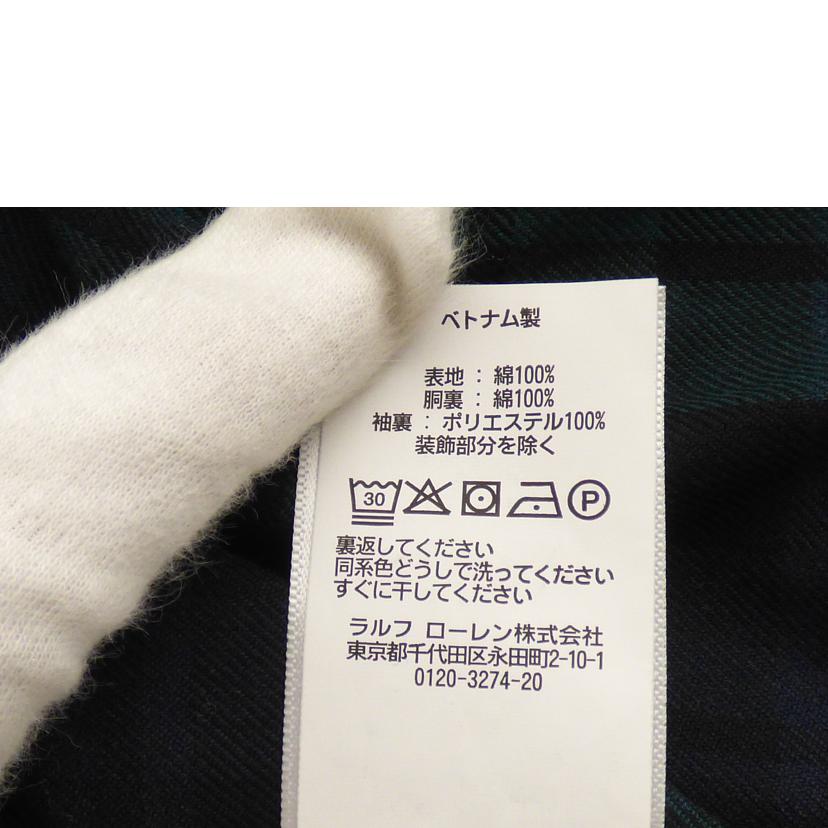 ベトナム製
表地 : 綿100%
胴裏 : 綿100%
袖裏 : ポリエステル100%
装飾部分を除く
30 P
裏返してください
同系色どうしで洗ってください
すぐに干してください
ラルフ ローレン株式会社
東京都千代田区永田町2-10-1
0120-3274-20